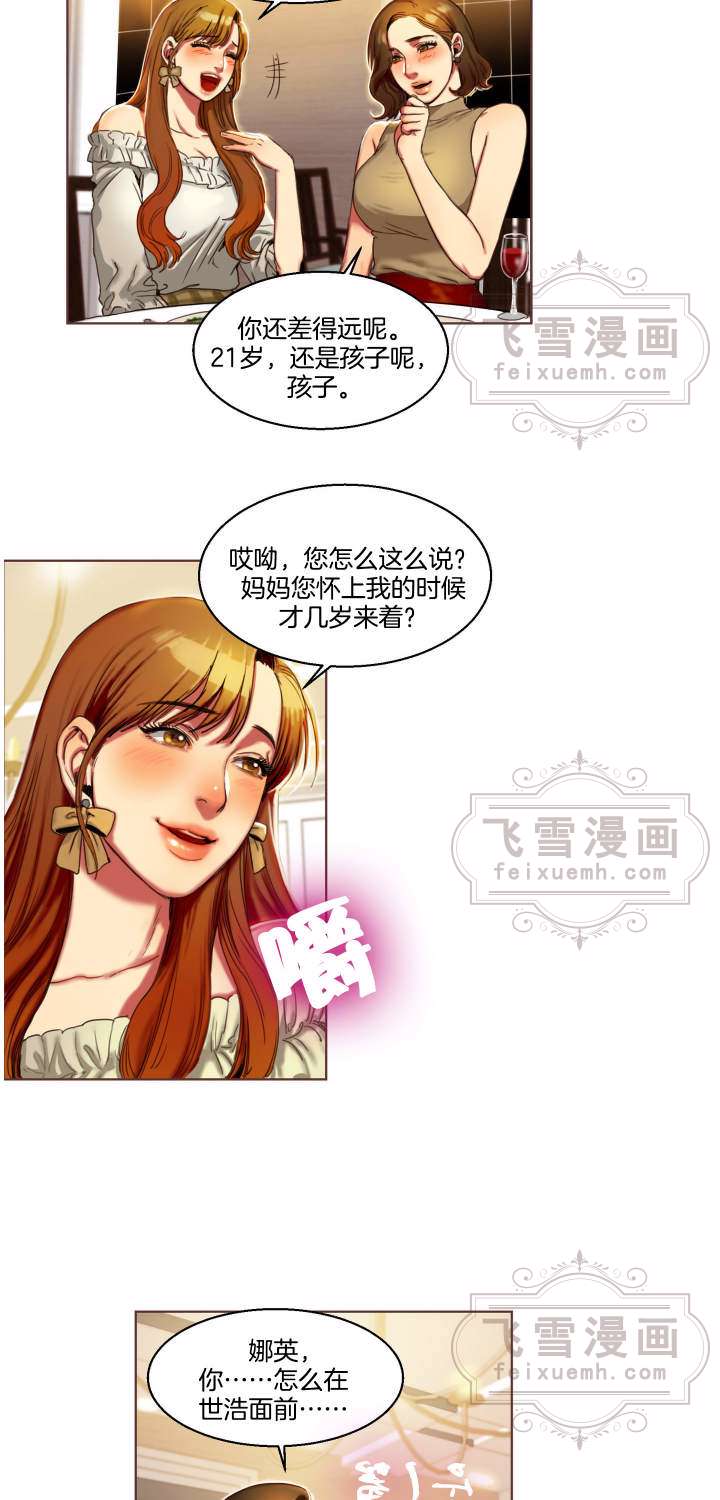 你还差得远呢。
21岁，还是孩子呢，
孩子。
飞雪漫画
feixuemh.com
哎呦，您怎么这么说？
妈妈您怀上我的时候
才几岁来着？
飞雪漫画
feixuemh.com
嚼
飞雪漫画
feixuemh.com
娜英，
你……怎么在
世浩面前……